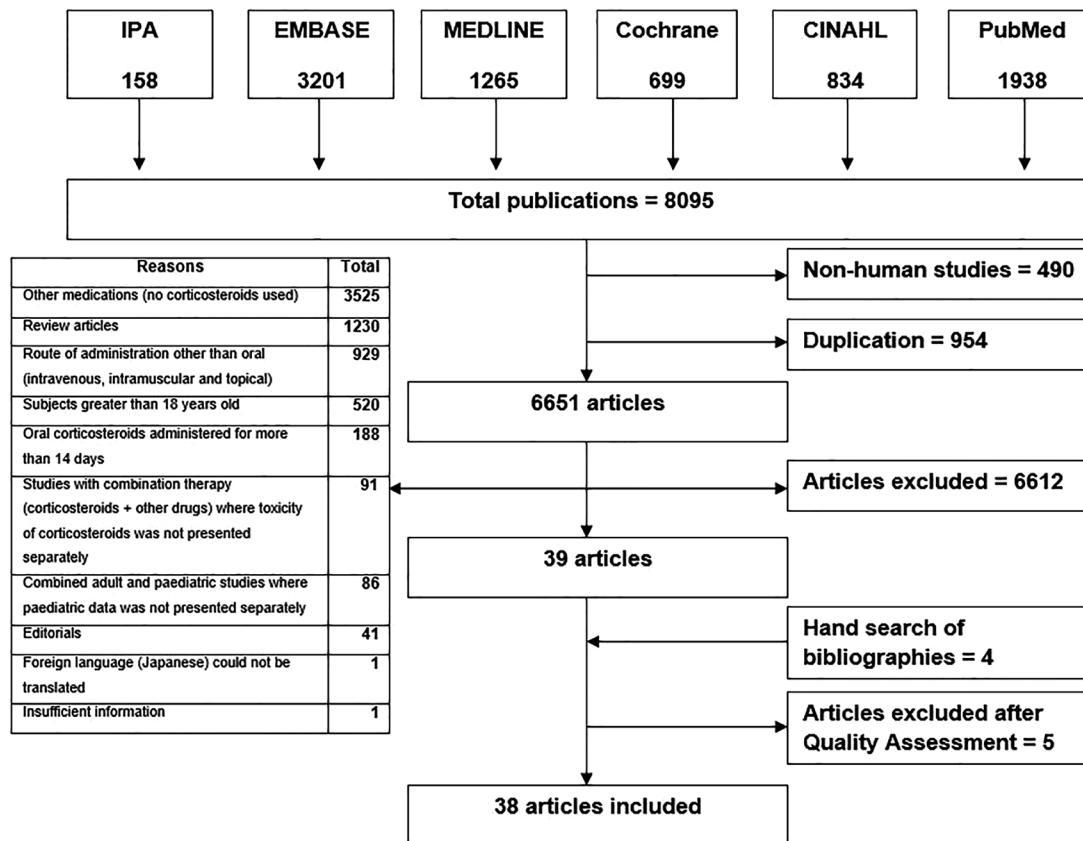 IPA
158
EMBASE
3201
MEDLINE
1265
Cochrane
699
CINAHL
834
PubMed
1938
Total publications = 8095
Non-human studies = 490
Duplication = 954
6651 articles
Articles excluded = 6612
Reasons Total
Other medications (no corticosteroids used) 3525
Review articles 1230
Route of administration other than oral 929
(intravenous, intramuscular and topical)
Subjects greater than 18 years old 520
Oral corticosteroids administered for more 188
than 14 days
Studies with combination therapy 91
(corticosteroids + other drugs) where toxicity
of corticosteroids was not presented
separately
Combined adult and paediatric studies where 86
paediatric data was not presented separately
Editorials 41
Foreign language (Japanese) could not be 1
translated
Insufficient information 1
39 articles
Hand search of
bibliographies = 4
Articles excluded after
Quality Assessment = 5
38 articles included